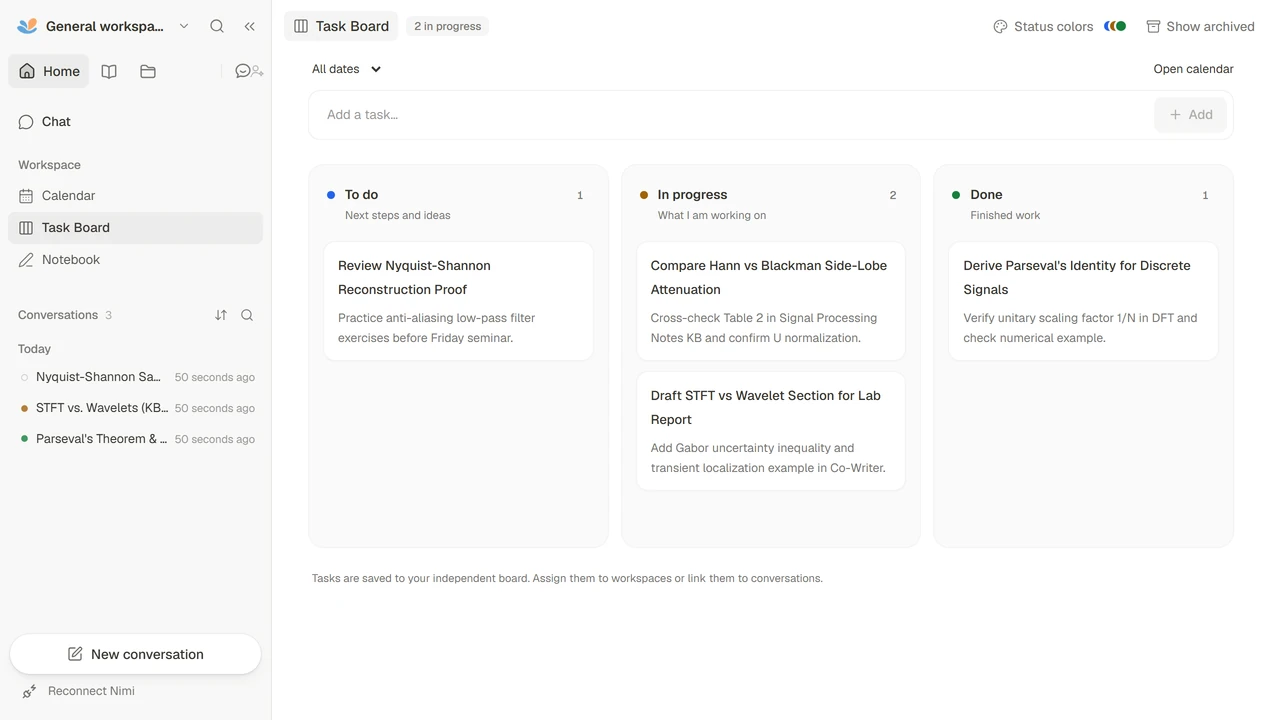 General workspa...
Home
Chat
Workspace
Calendar
Task Board
Notebook
Conversations 3
Today
Nyquist-Shannon Sa... 50 seconds ago
STFT vs. Wavelets (KB... 50 seconds ago
Parseval's Theorem & ... 50 seconds ago
New conversation
Reconnect Nimi
Task Board 2 in progress
Status colors
Show archived
All dates
Open calendar
Add a task...
+ Add
To do 1
Next steps and ideas
Review Nyquist-Shannon
Reconstruction Proof
Practice anti-aliasing low-pass filter
exercises before Friday seminar.
In progress 2
What I am working on
Compare Hann vs Blackman Side-Lobe
Attenuation
Cross-check Table 2 in Signal Processing
Notes KB and confirm U normalization.
Draft STFT vs Wavelet Section for Lab
Report
Add Gabor uncertainty inequality and
transient localization example in Co-Writer.
Done 1
Finished work
Derive Parseval's Identity for Discrete
Signals
Verify unitary scaling factor 1/N in DFT and
check numerical example.
Tasks are saved to your independent board. Assign them to workspaces or link them to conversations.